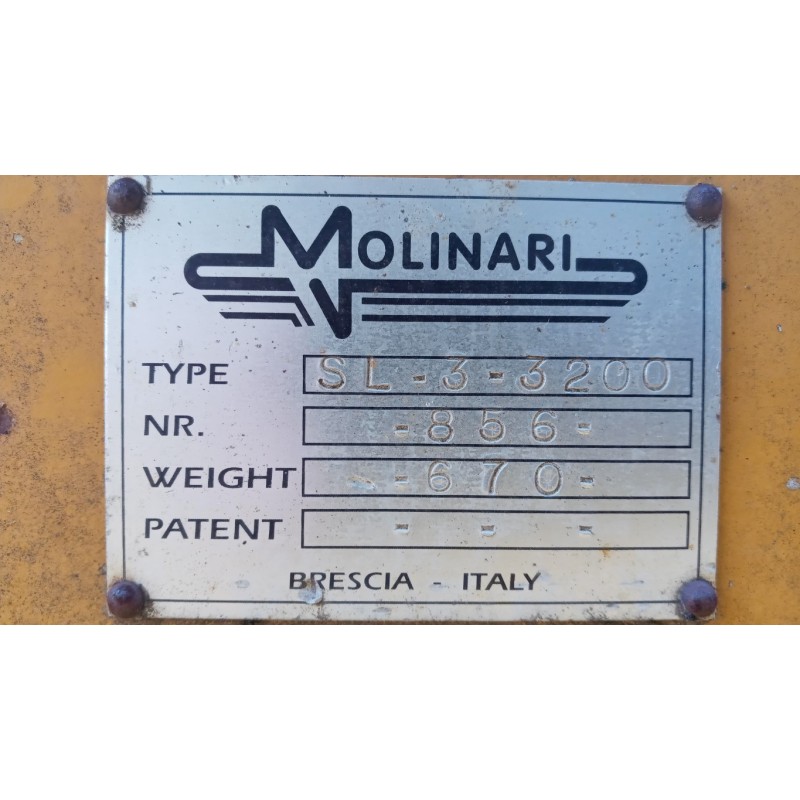 MOLINARI
TYPE SL-3-3200
NR. -856-
WEIGHT -670-
PATENT - - -
BRESCIA - ITALY